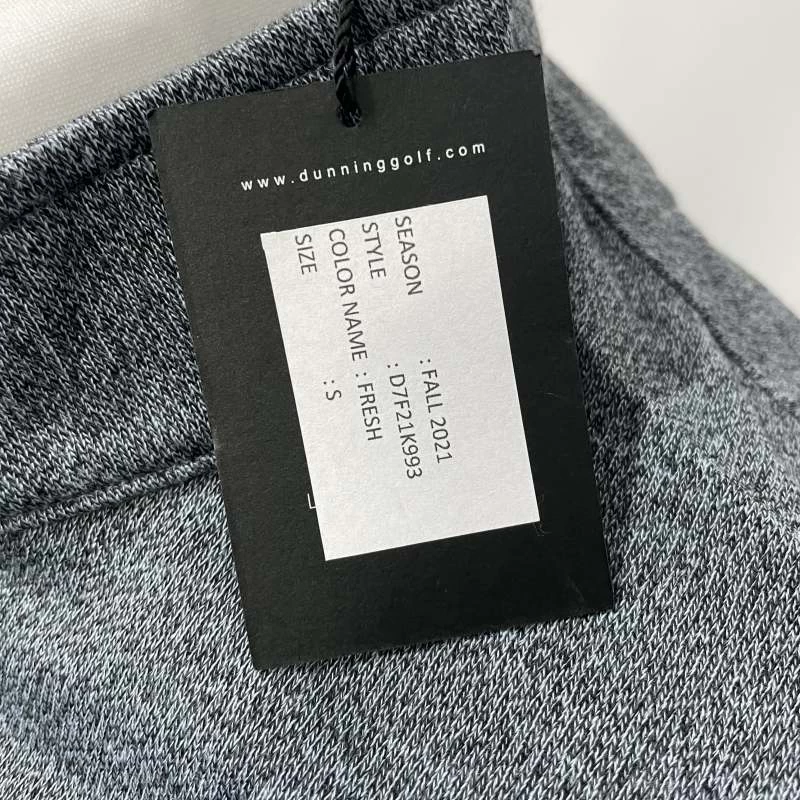 www.dunninggolf.com
SEASON : FALL 2021
STYLE : D7F21K993
COLOR NAME : FRESH
SIZE : S